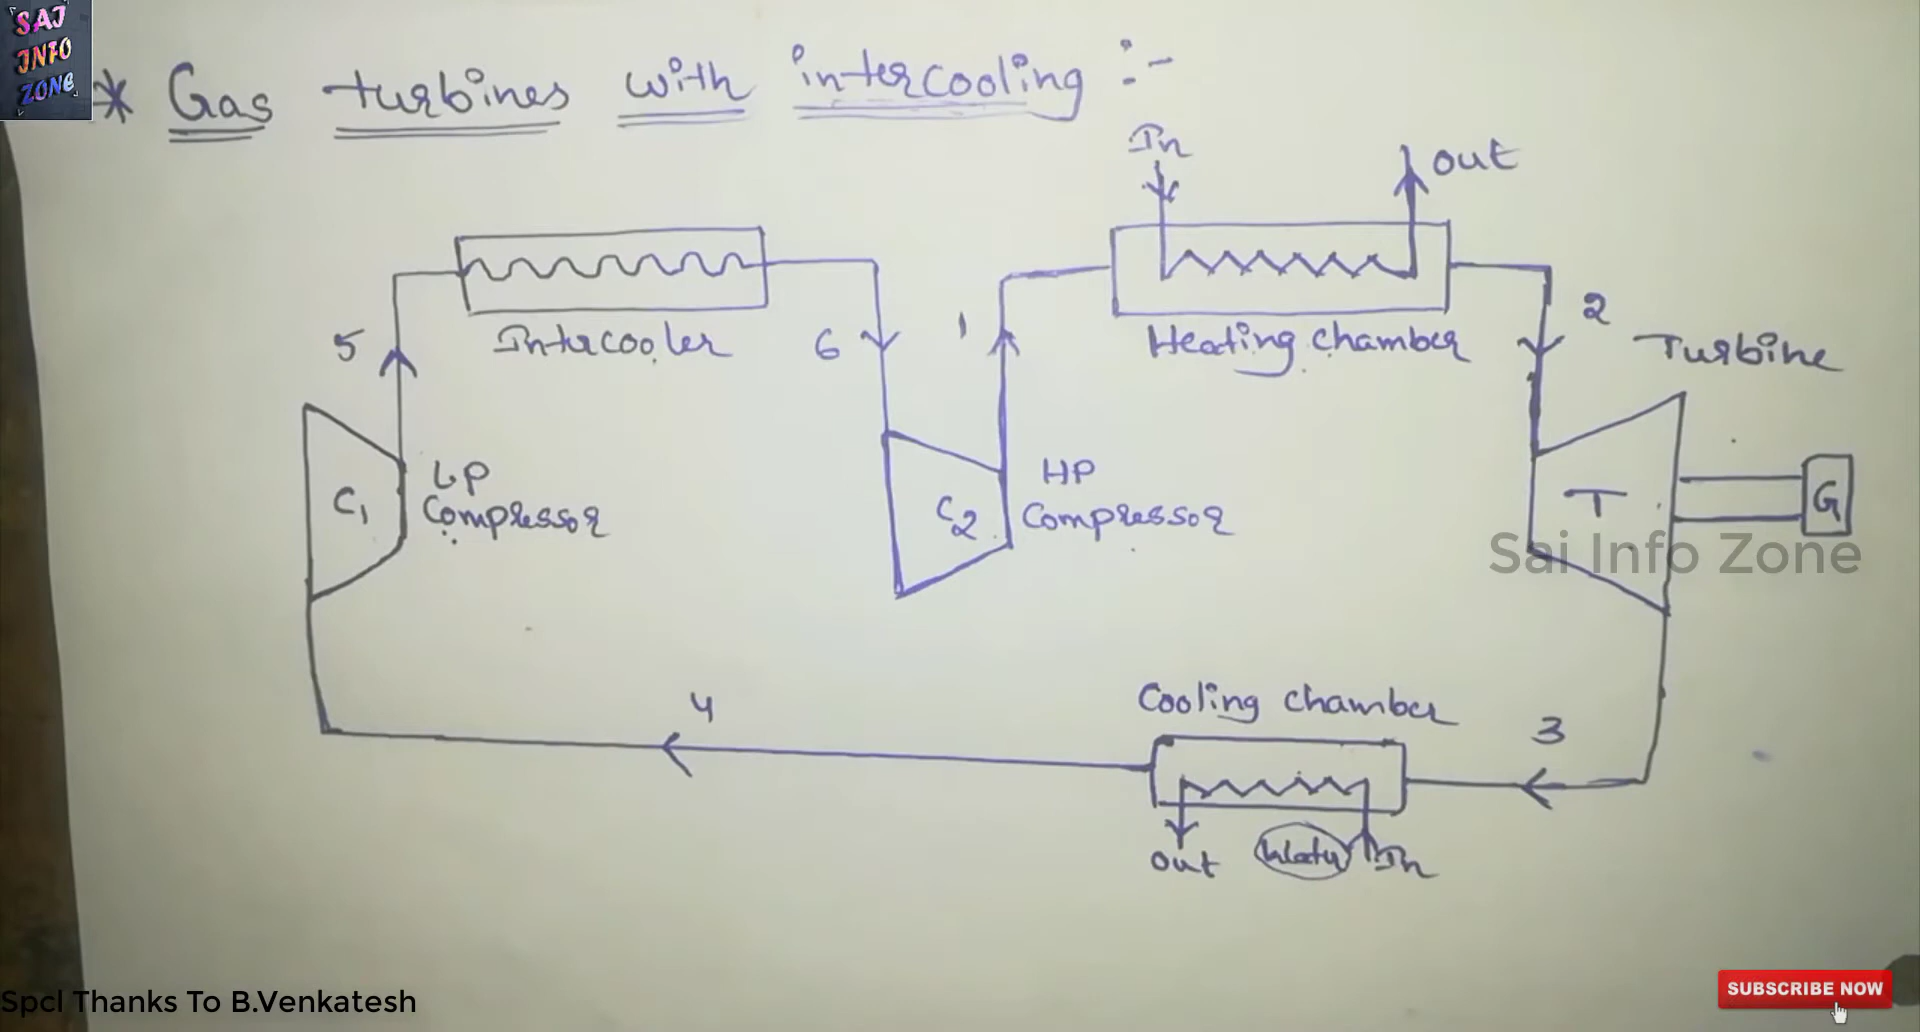 SAI
INFO
ZONE
* Gas turbines with intercooling :-
In
out
5
Intercooler
6
1
Heating chamber
2
Turbine
C1
LP
Compressor
C2
HP
Compressor
T
G
Sai Info Zone
4
Cooling chamber
3
out
Water
In
Spcl Thanks To B.Venkatesh
SUBSCRIBE NOW